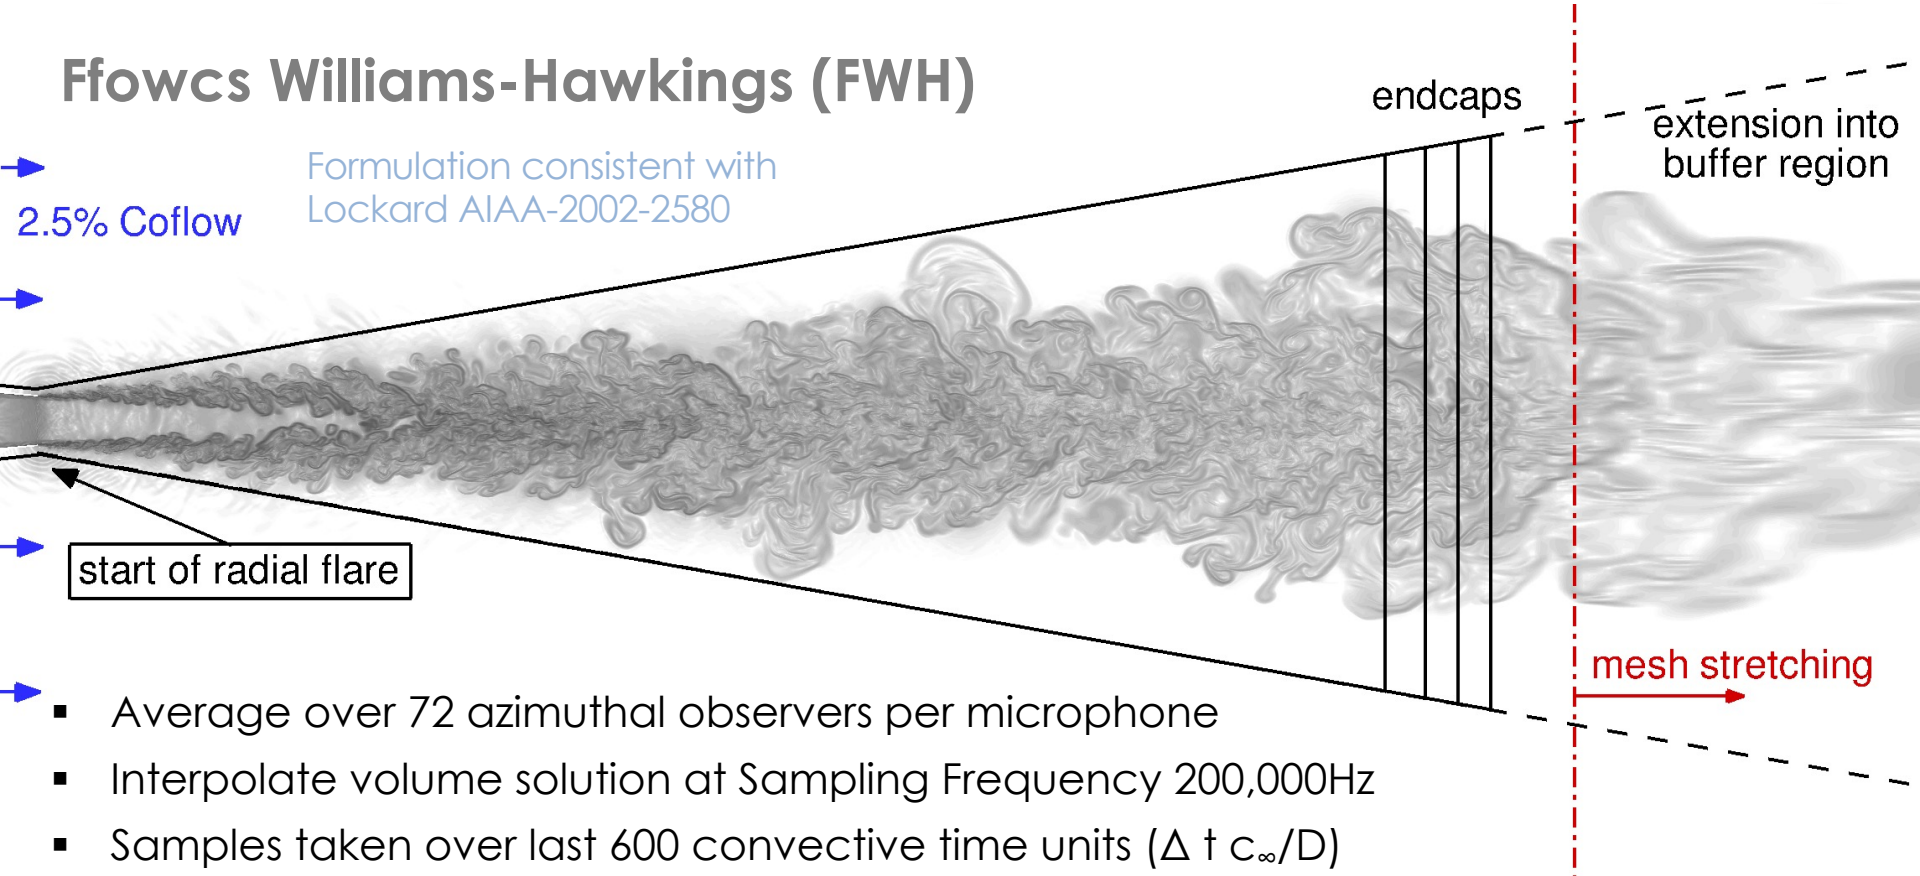 Ffowcs Williams-Hawkings (FWH)
endcaps
extension into
buffer region
Formulation consistent with
Lockard AIAA-2002-2580
2.5% Coflow
start of radial flare
mesh stretching
▪ Average over 72 azimuthal observers per microphone
▪ Interpolate volume solution at Sampling Frequency 200,000Hz
▪ Samples taken over last 600 convective time units (Δ t c∞/D)